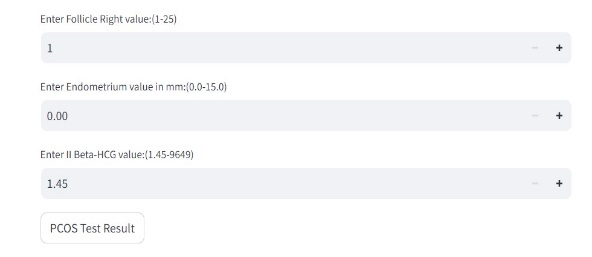 Enter Follicle Right value:(1-25)
1
Enter Endometrium value in mm:(0.0-15.0)
0.00
Enter II Beta-HCG value:(1.45-9649)
1.45
PCOS Test Result